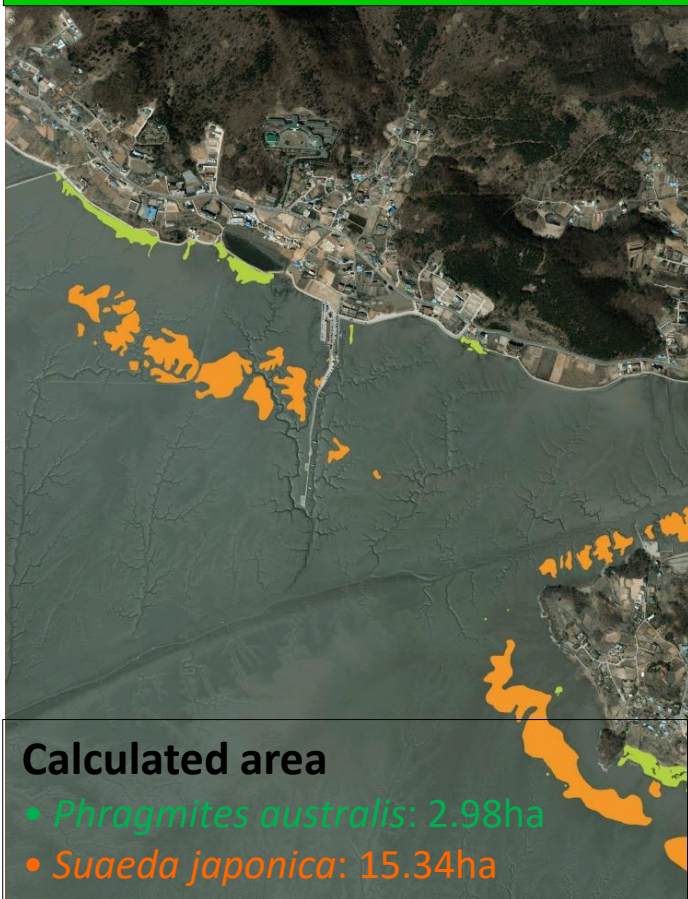 Calculated area
• Phragmites australis: 2.98ha
• Suaeda japonica: 15.34ha